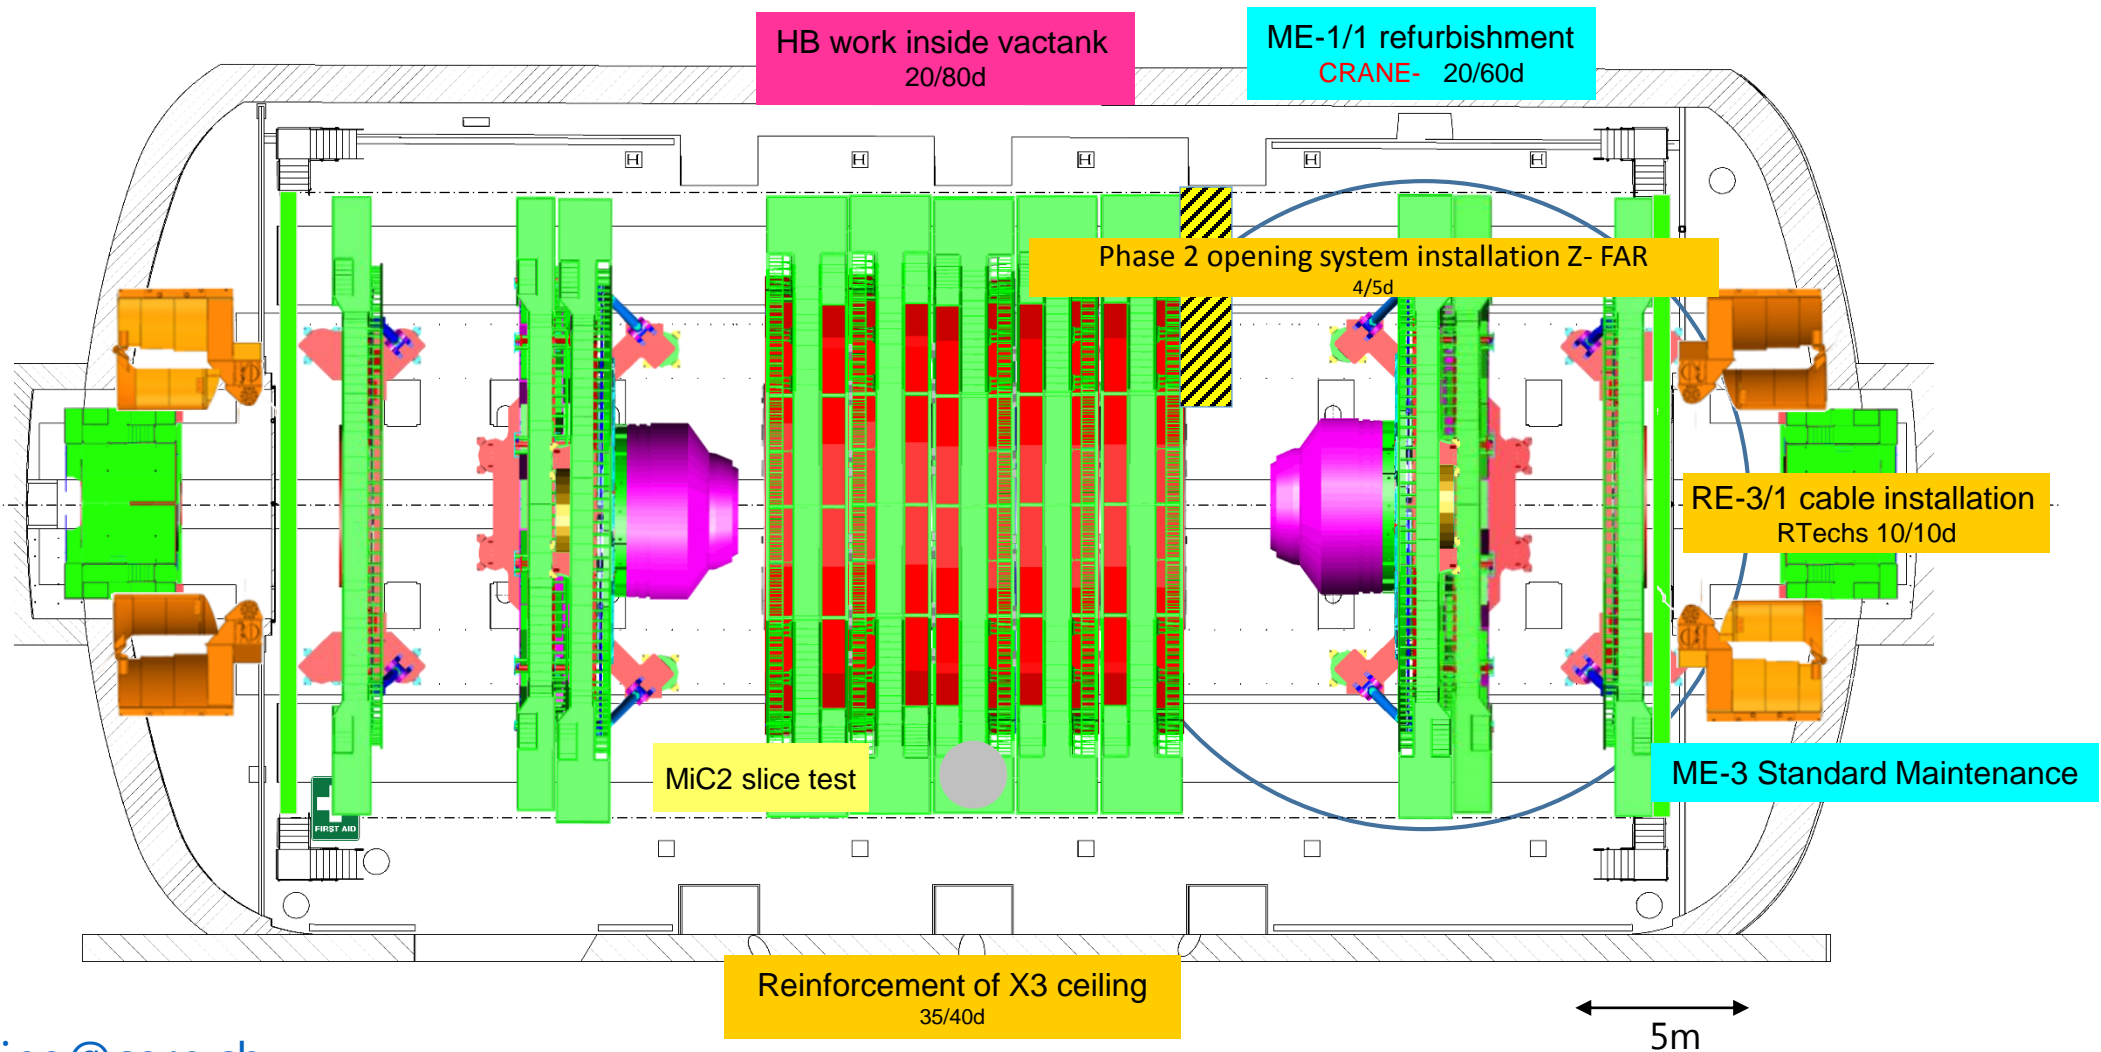 HB work inside vactank
20/80d
ME-1/1 refurbishment
CRANE- 20/60d
H H H H H
Phase 2 opening system installation Z- FAR
4/5d
RE-3/1 cable installation
RTechs 10/10d
MiC2 slice test
ME-3 Standard Maintenance
FIRST AID
Reinforcement of X3 ceiling
35/40d
5m